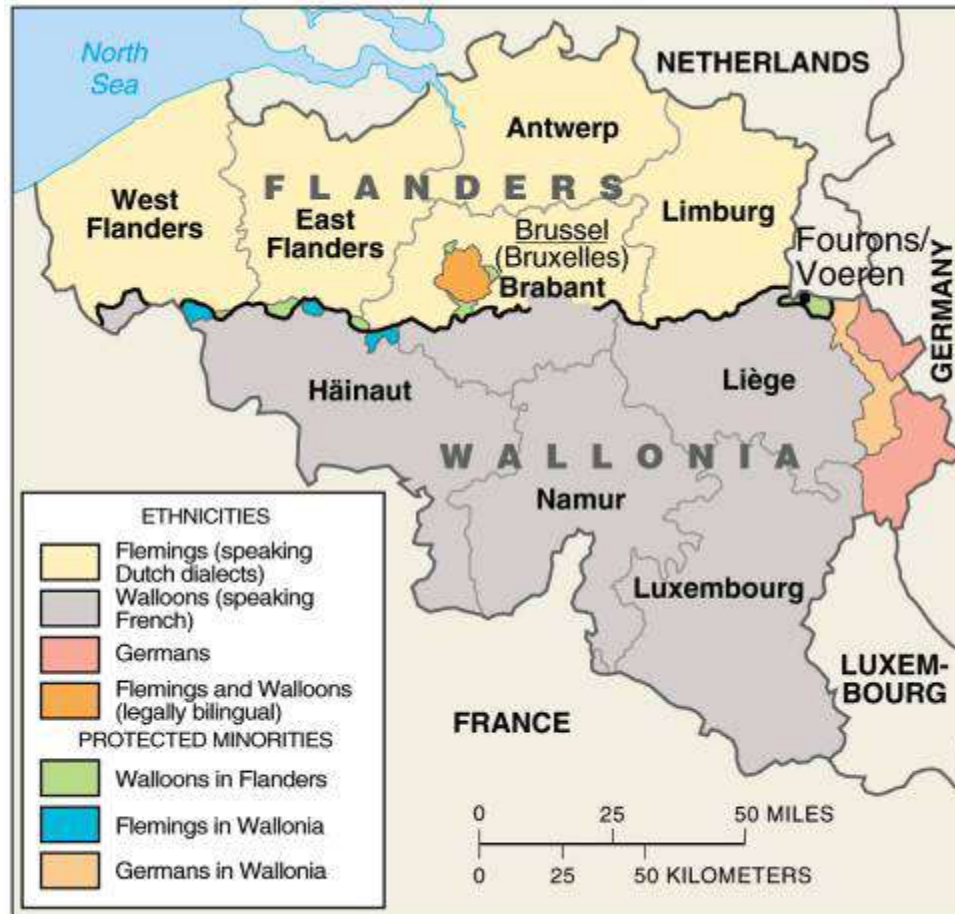 North
Sea
NETHERLANDS
Antwerp
FLANDERS
West
Flanders
East
Flanders
Limburg
Brussel
(Bruxelles)
Brabant
Fourons/
Voeren
GERMANY
Häinaut
Liège
WALLONIA
Namur
Luxembourg
LUXEM-
BOURG
FRANCE
ETHNICITIES
Flemings (speaking
Dutch dialects)
Walloons (speaking
French)
Germans
Flemings and Walloons
(legally bilingual)
PROTECTED MINORITIES
Walloons in Flanders
Flemings in Wallonia
Germans in Wallonia
0 25 50 MILES
0 25 50 KILOMETERS